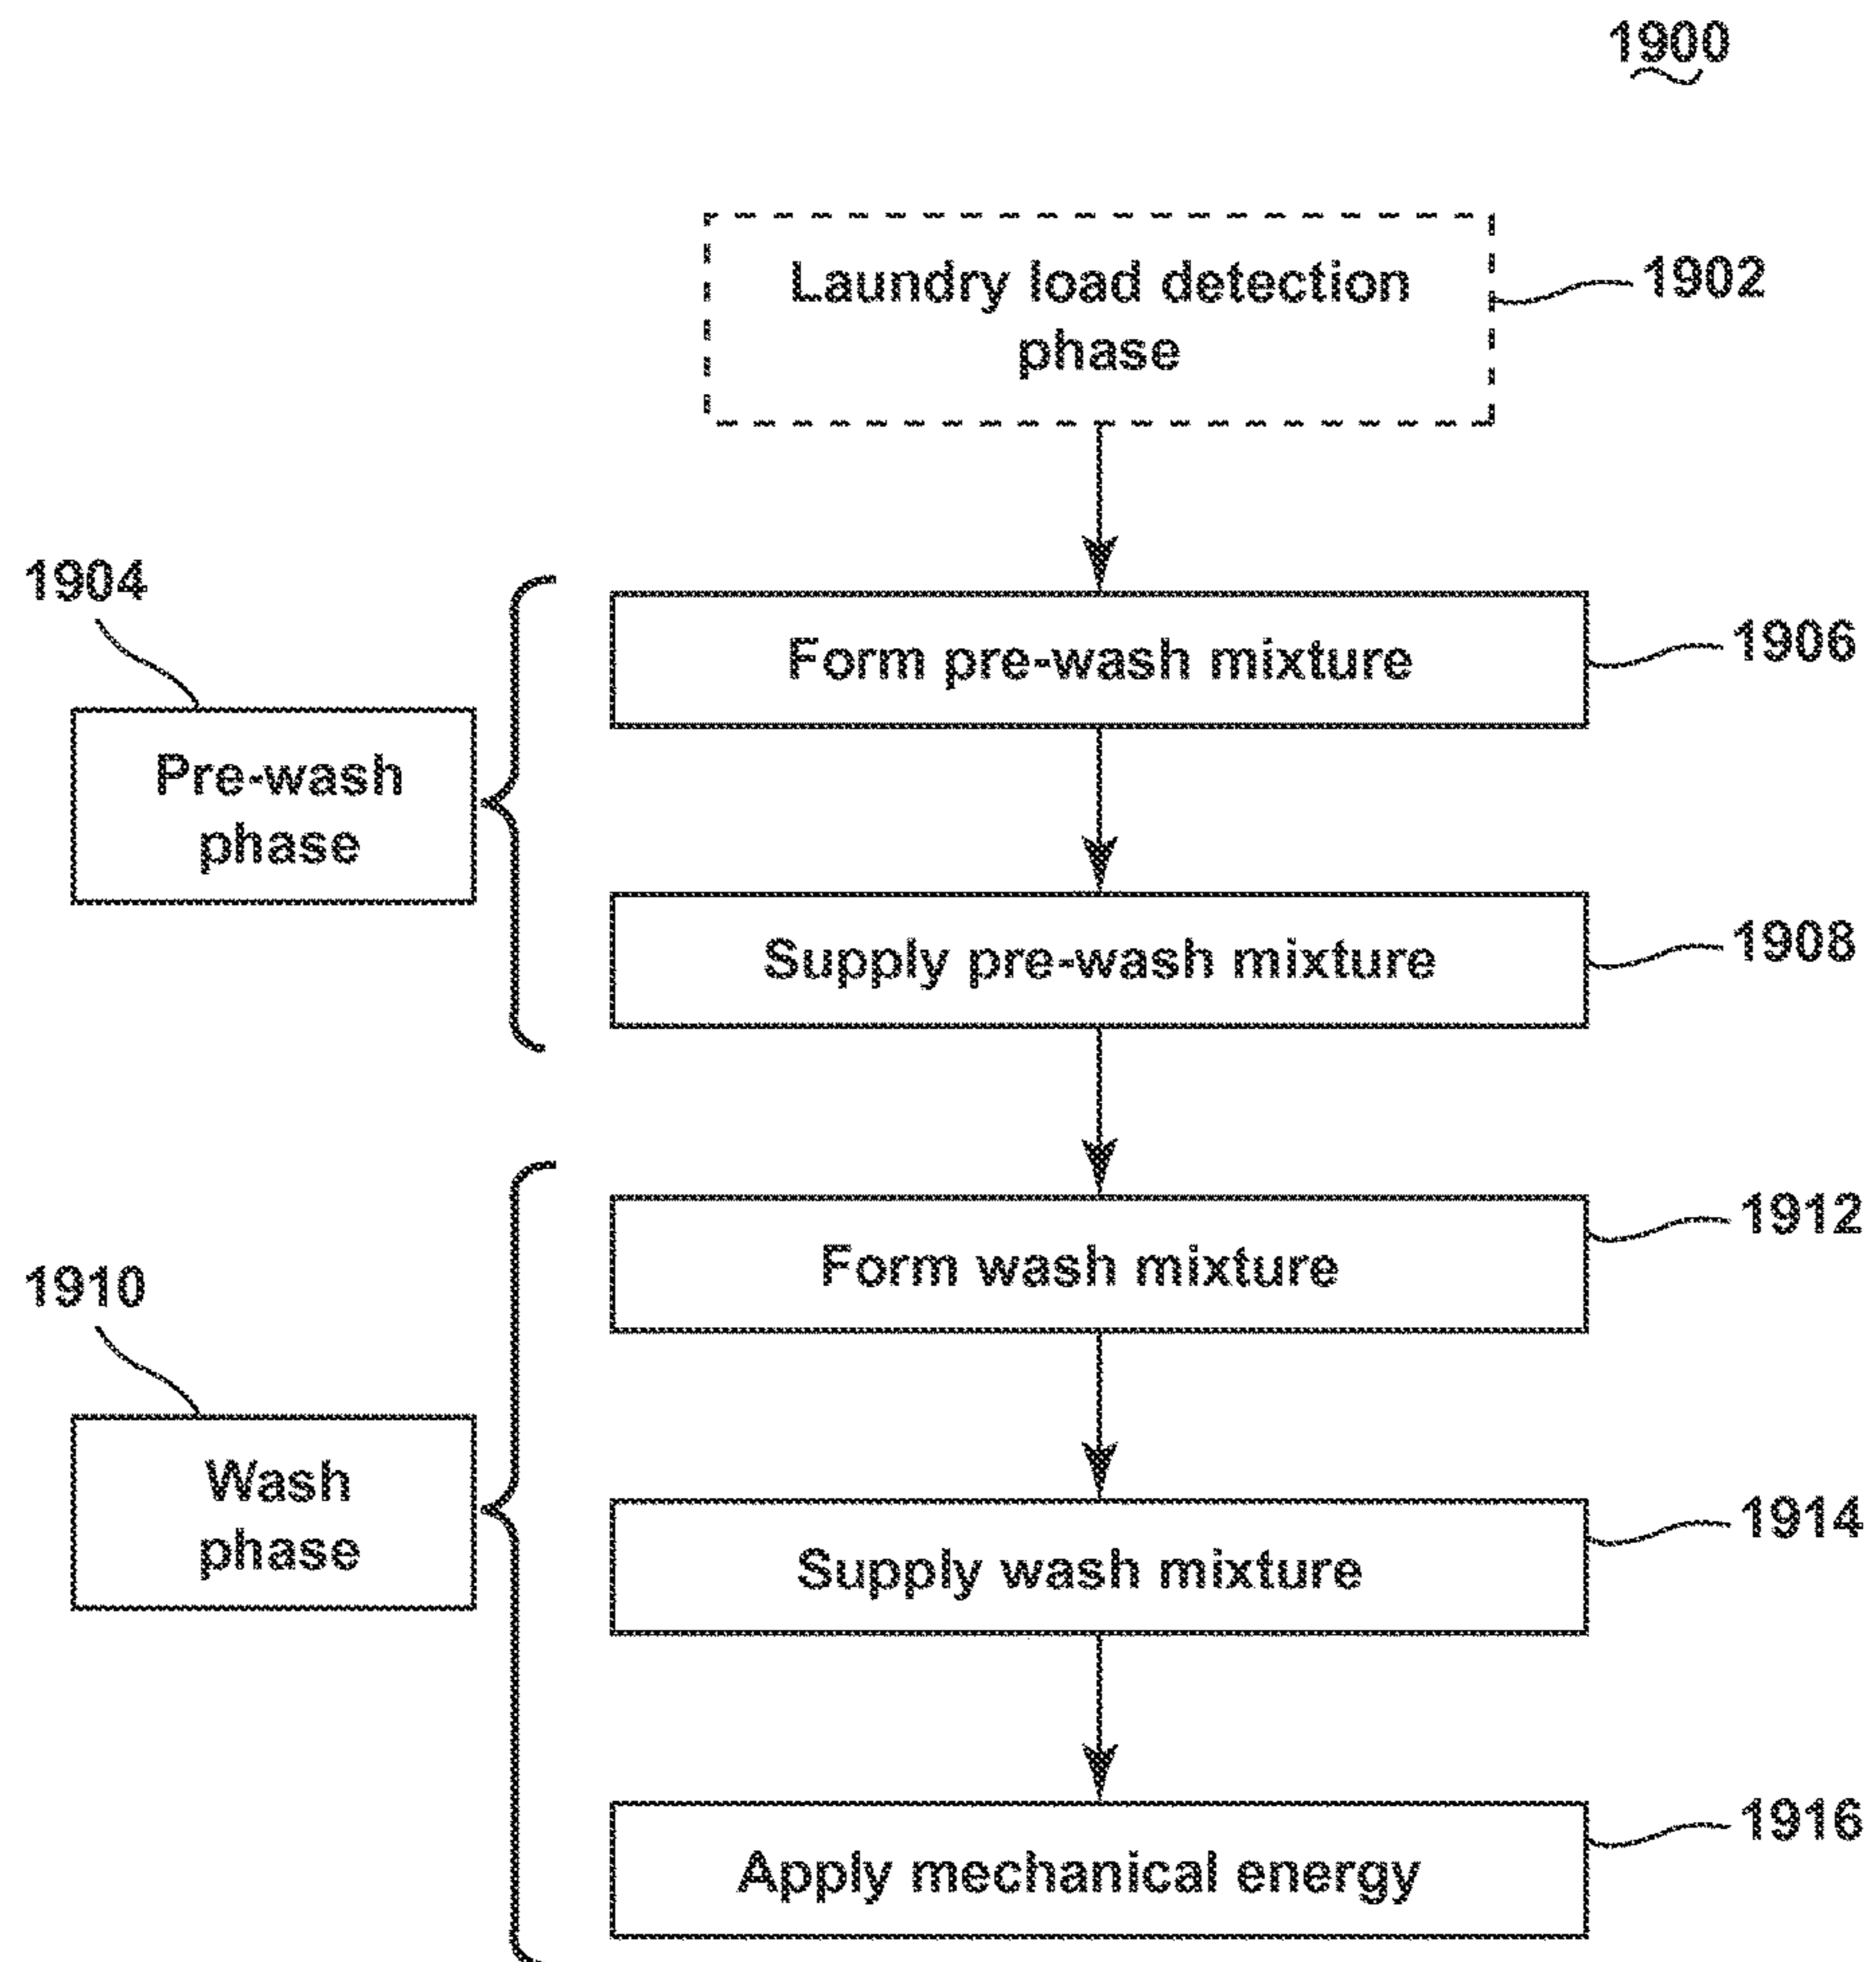 1900
Laundry load detection
phase
1902
1904
Form pre-wash mixture
1906
Pre-wash
phase
Supply pre-wash mixture
1908
Form wash mixture
1912
1910
Wash
phase
Supply wash mixture
1914
Apply mechanical energy
1916